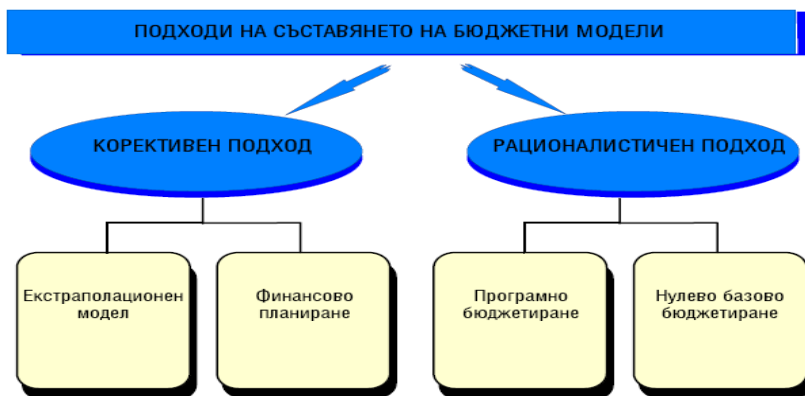 ПОДХОДИ НА СЪСТАВЯНЕТО НА БЮДЖЕТНИ МОДЕЛИ
КОРЕКТИВЕН ПОДХОД
РАЦИОНАЛИСТИЧЕН ПОДХОД
Екстраполационен
модел
Финансово
планиране
Програмно
бюджетиране
Нулево базово
бюджетиране